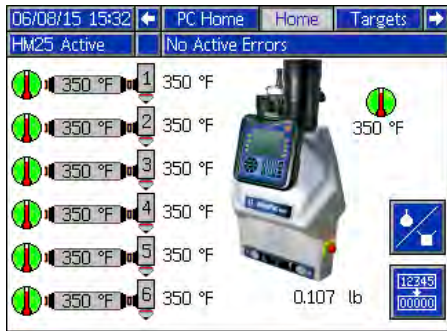 06/08/15 15:32 PC Home Home Targets
HM25 Active No Active Errors
350 °F 1 350 °F
350 °F
350 °F 2 350 °F
350 °F 3 350 °F
350 °F 4 350 °F
350 °F 5 350 °F
350 °F 6 350 °F
0.107 lb
12345
00000